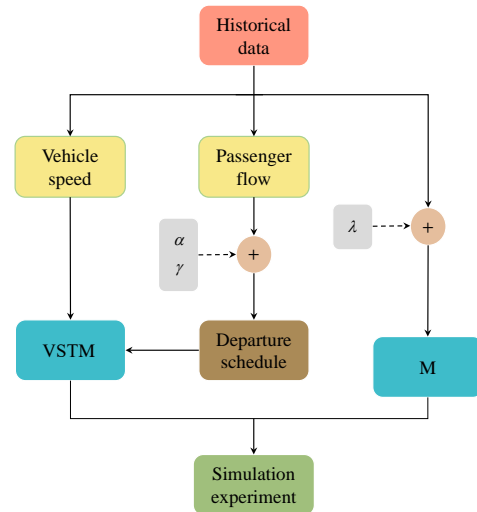 Historical
data
Vehicle
speed
Passenger
flow
α
γ
+
λ
+
VSTM
Departure
schedule
M
Simulation
experiment